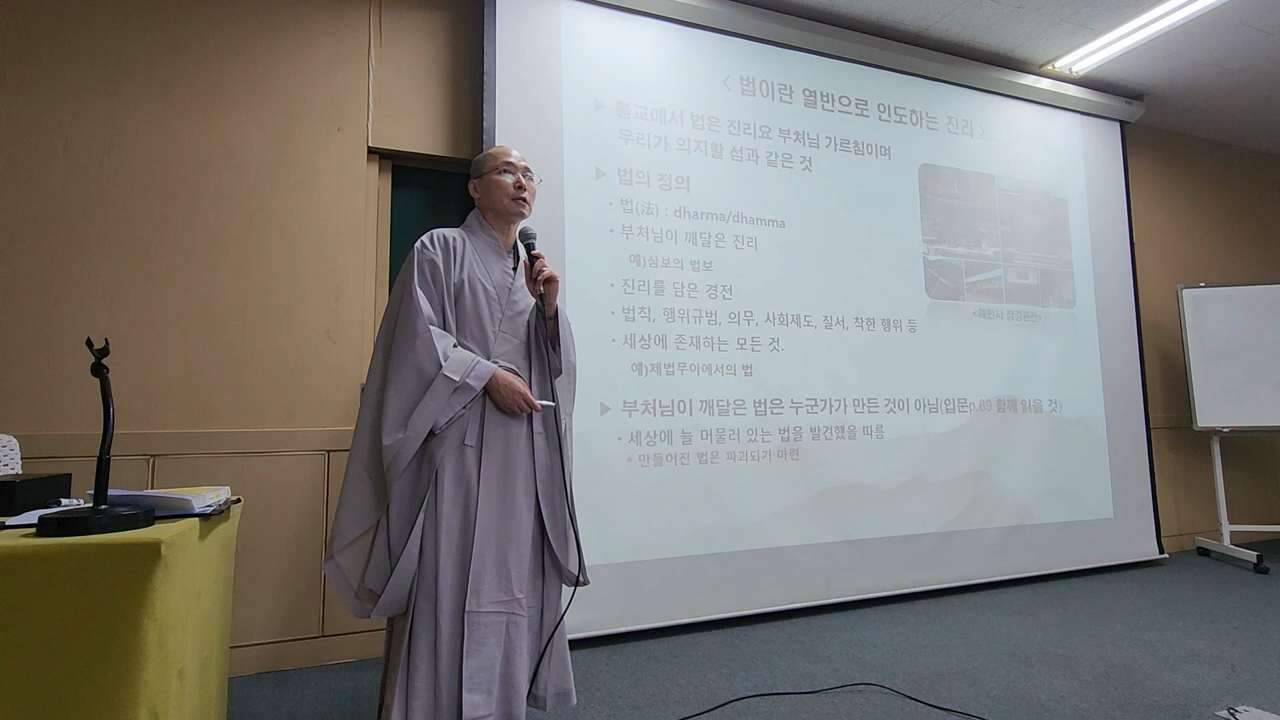 < 법이란 열반으로 인도하는 진리 >
▶ 불교에서 법은 진리요 부처님 가르침이며
우리가 의지할 섬과 같은 것
▶ 법의 정의
• 법(法) : dharma/dhamma
• 부처님이 깨달은 진리
예)삼보의 법보
• 진리를 담은 경전
• 법칙, 행위규범, 의무, 사회제도, 질서, 착한 행위 등
• 세상에 존재하는 모든 것.
예)제법무아에서의 법
<해인사 장경판전>
▶ 부처님이 깨달은 법은 누군가가 만든 것이 아님(입문p.89 함께 읽을 것)
• 세상에 늘 머물러 있는 법을 발견했을 따름
* 만들어진 법은 파괴되기 마련